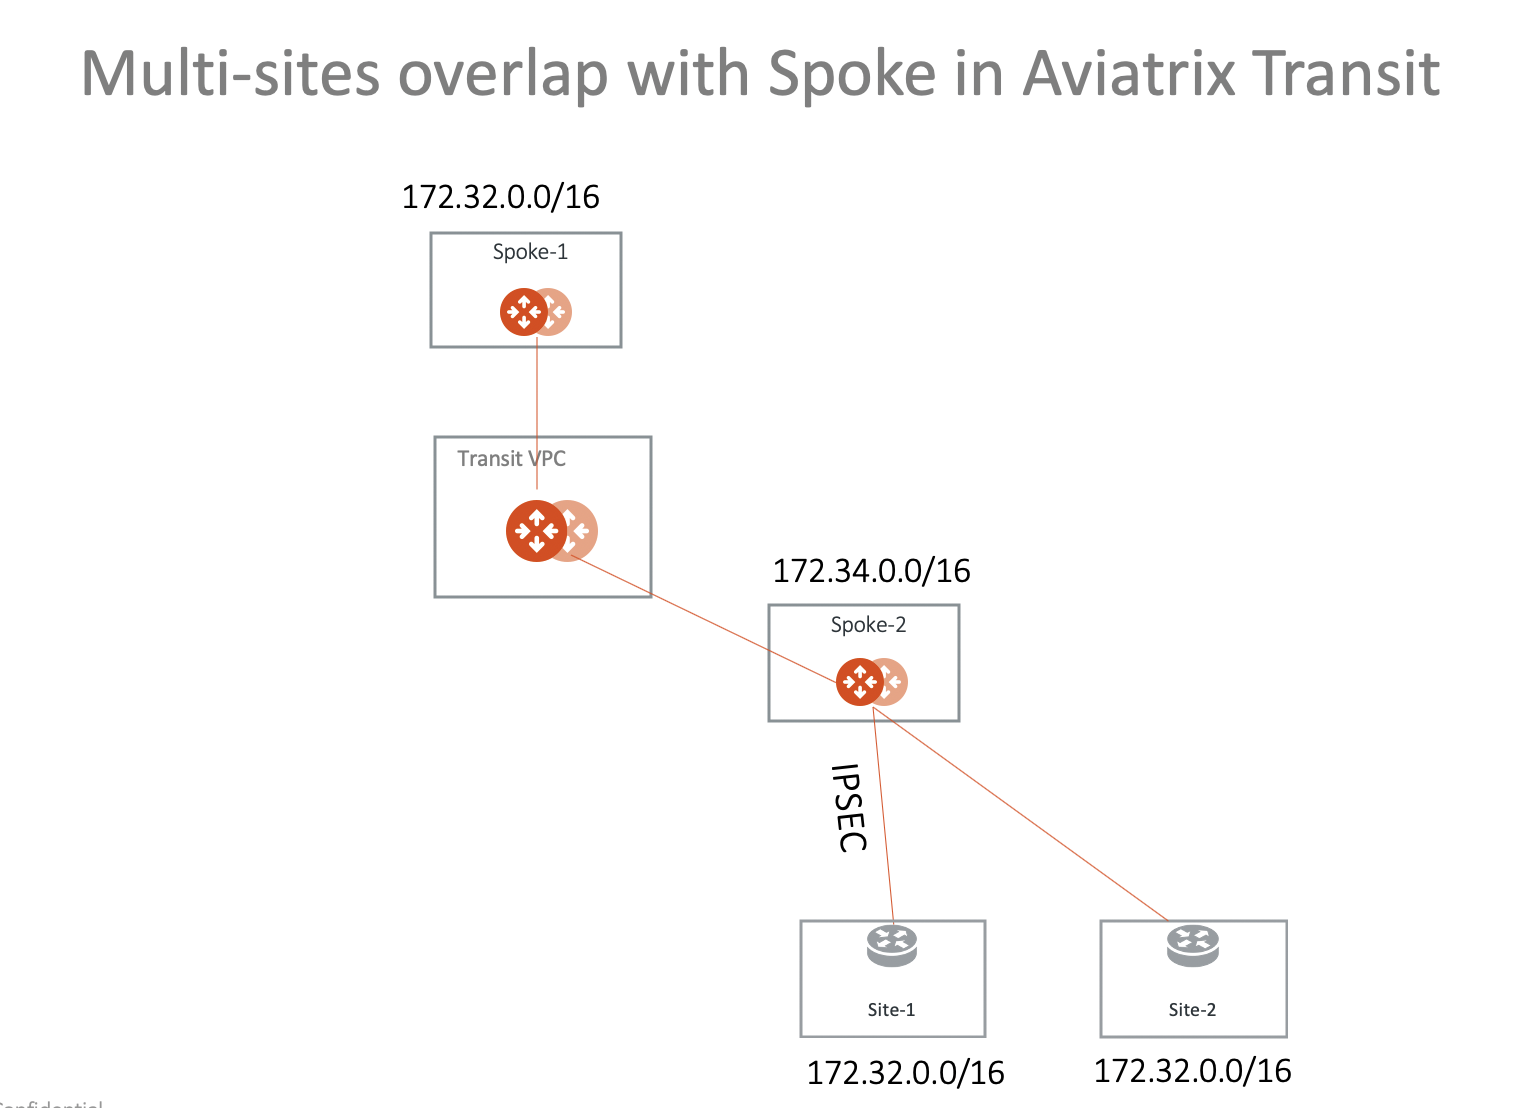 Multi-sites overlap with Spoke in Aviatrix Transit
172.32.0.0/16
Spoke-1
Transit VPC
172.34.0.0/16
Spoke-2
IPSEC
Site-1
Site-2
172.32.0.0/16
172.32.0.0/16